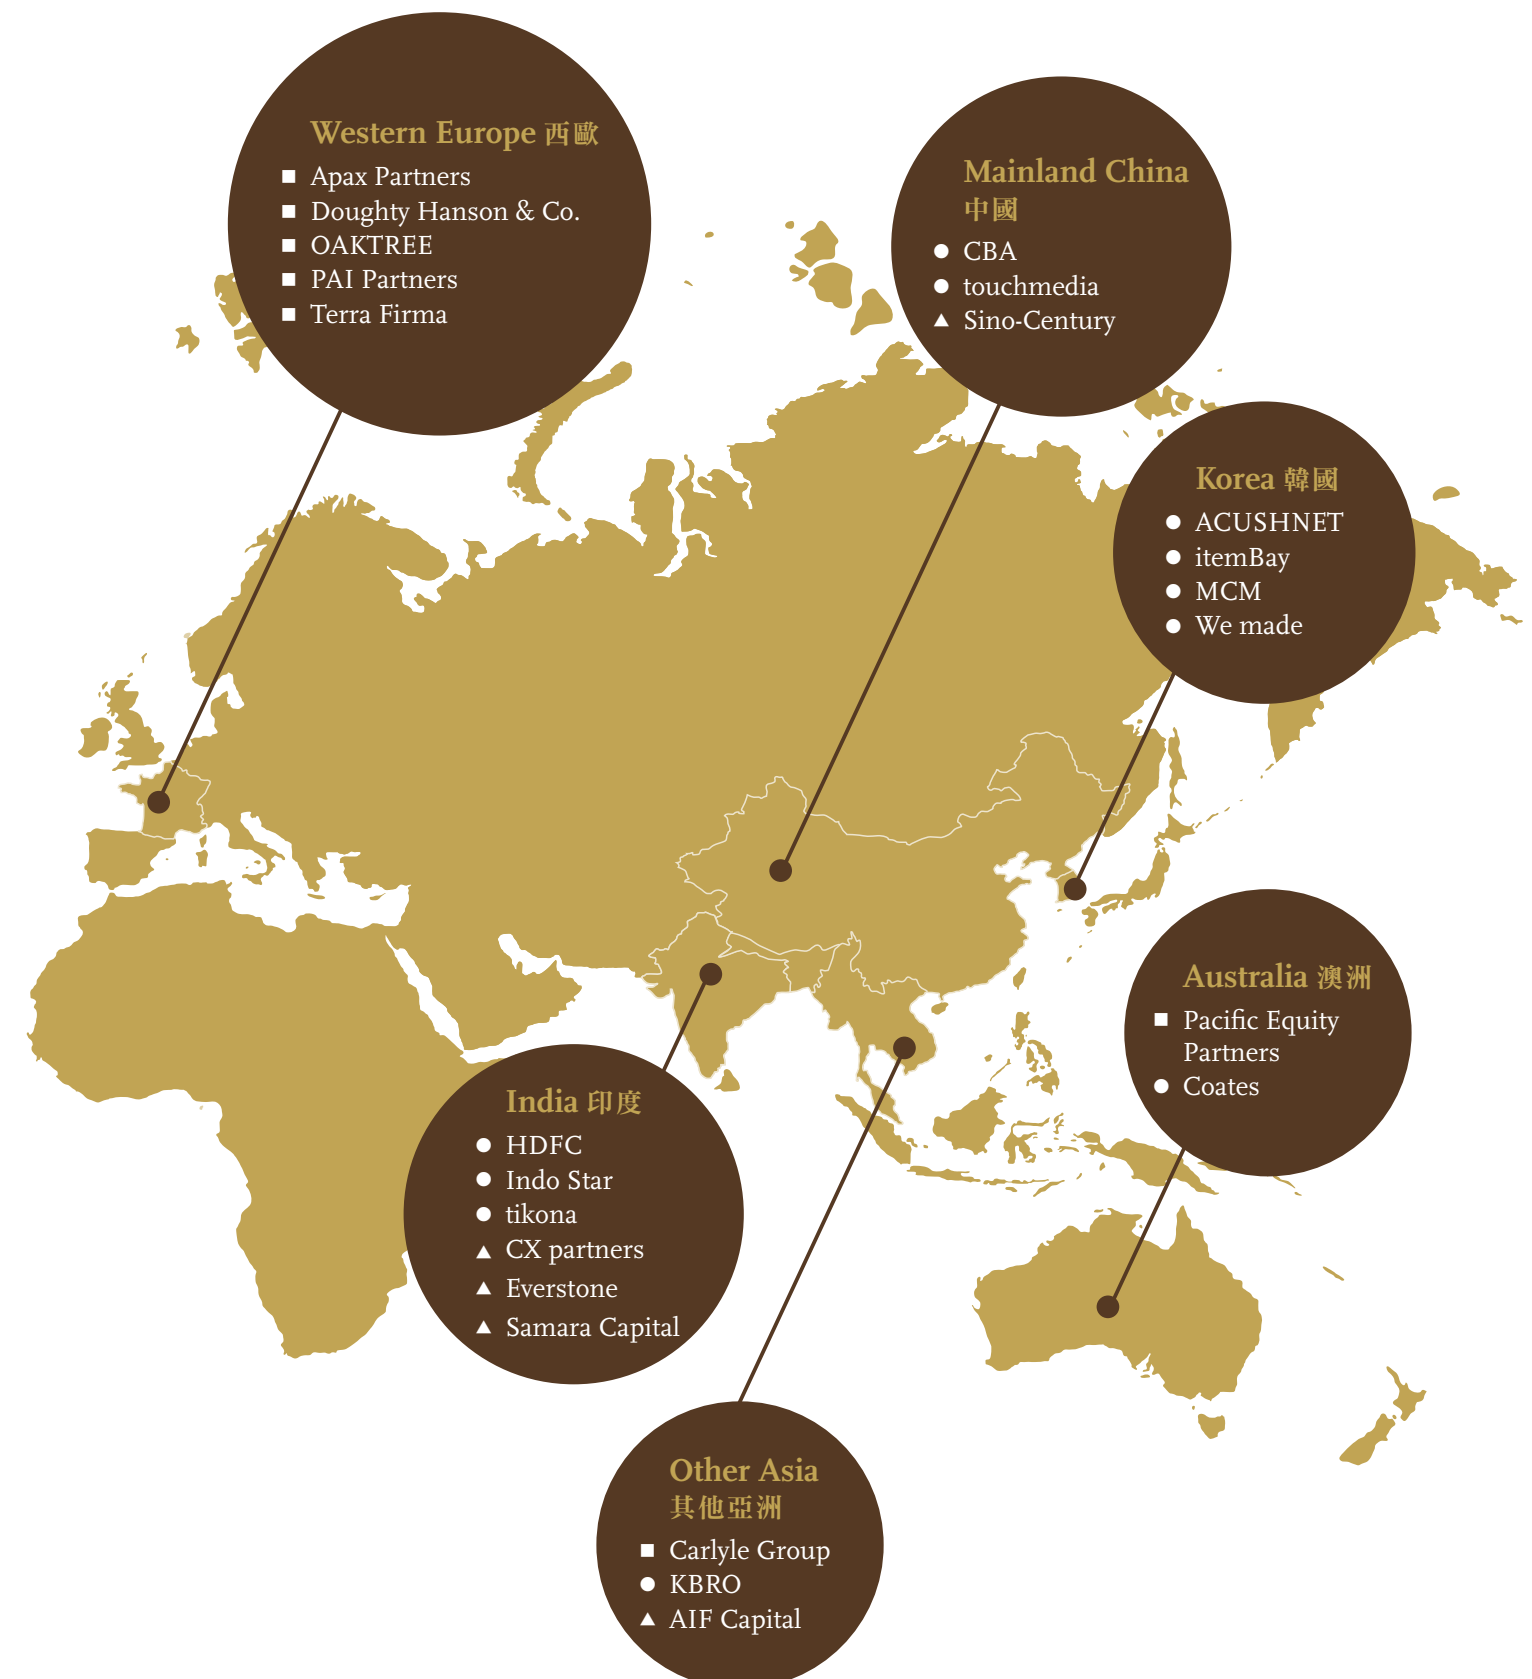 Western Europe 西歐
■ Apax Partners
■ Doughty Hanson & Co.
■ OAKTREE
■ PAI Partners
■ Terra Firma
Mainland China
中國
● CBA
● touchmedia
▲ Sino-Century
Korea 韓國
● ACUSHNET
● itemBay
● MCM
● We made
Australia 澳洲
■ Pacific Equity
Partners
● Coates
India 印度
● HDFC
● Indo Star
● tikona
▲ CX partners
▲ Everstone
▲ Samara Capital
Other Asia
其他亞洲
■ Carlyle Group
● KBRO
▲ AIF Capital